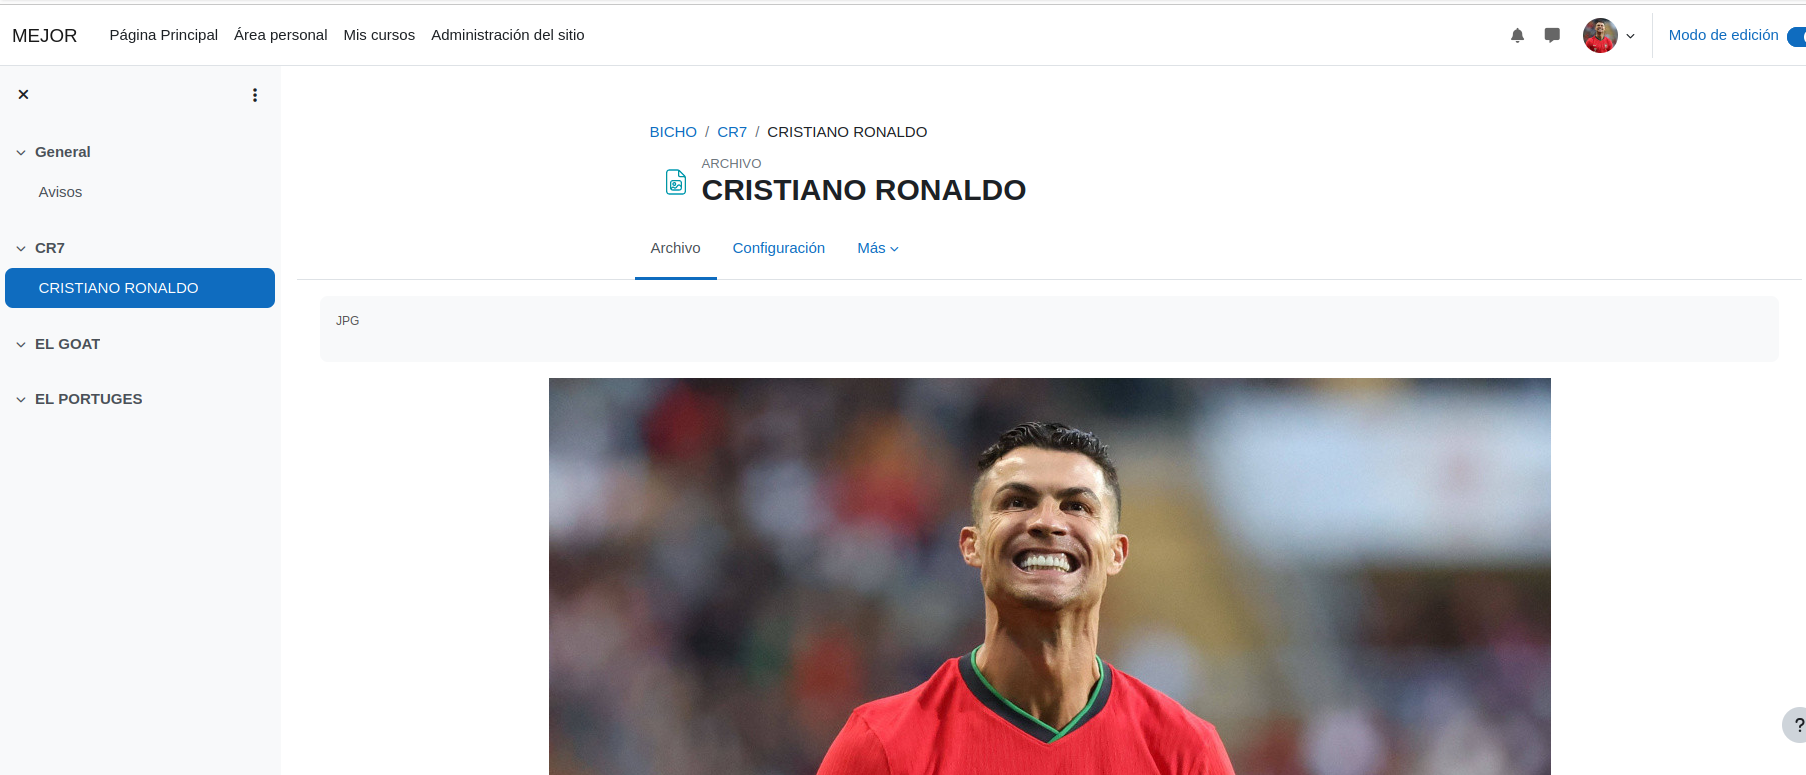 MEJOR Página Principal Área personal Mis cursos Administración del sitio Modo de edición
General
Avisos
CR7
CRISTIANO RONALDO
EL GOAT
EL PORTUGES
BICHO / CR7 / CRISTIANO RONALDO
ARCHIVO
CRISTIANO RONALDO
Archivo Configuración Más
JPG
?